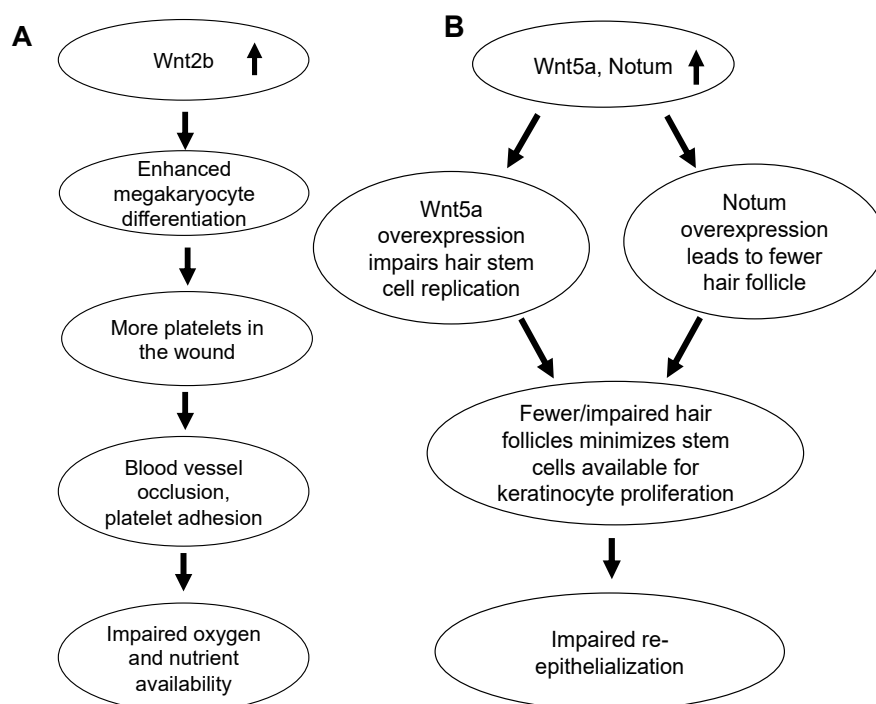 A
Wnt2b
Enhanced
megakaryocyte
differentiation
More platelets in
the wound
Blood vessel
occlusion,
platelet adhesion
Impaired oxygen
and nutrient
availability
B
Wnt5a, Notum
Wnt5a
overexpression
impairs hair stem
cell replication
Notum
overexpression
leads to fewer
hair follicle
Fewer/impaired hair
follicles minimizes stem
cells available for
keratinocyte proliferation
Impaired re-
epithelialization